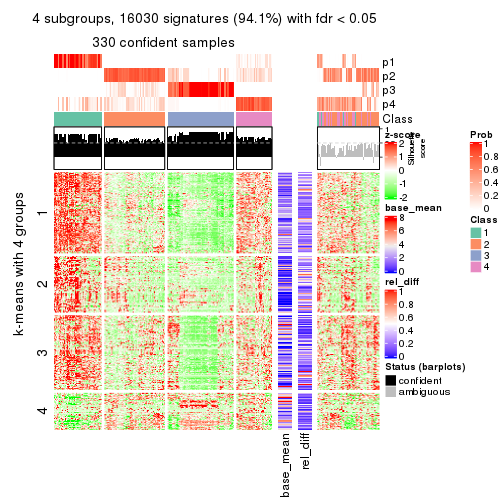 4 subgroups, 16030 signatures (94.1%) with fdr < 0.05
330 confident samples
p1
p2
p3
p4
Class
1
Silhouette
score
z-score
2
1
0
-1
-2
base_mean
8
6
4
2
0
rel_diff
1
0.8
0.6
0.4
0.2
0
Status (barplots)
confident
ambiguous
Prob
1
0.8
0.6
0.4
0.2
0
Class
1
2
3
4
k-means with 4 groups
1
2
3
4
base_mean
rel_diff